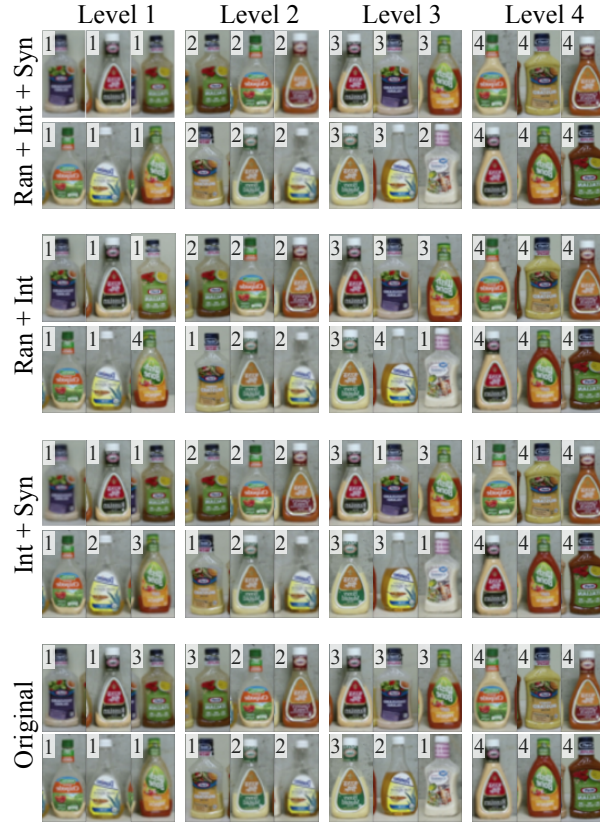 Level 1 Level 2 Level 3 Level 4
Ran + Int + Syn
1 1 1 2 2 2 3 3 3 4 4 4
1 1 1 2 2 2 3 3 2 4 4 4
Ran + Int
1 1 1 2 2 2 3 3 3 4 4 4
1 1 4 1 2 2 3 4 1 4 4 4
Int + Syn
1 1 1 2 2 2 3 1 3 1 4 4
1 2 3 1 2 2 3 3 1 4 4 4
Original
1 1 3 3 2 2 3 3 3 4 4 4
1 1 1 1 2 2 3 2 1 4 4 4